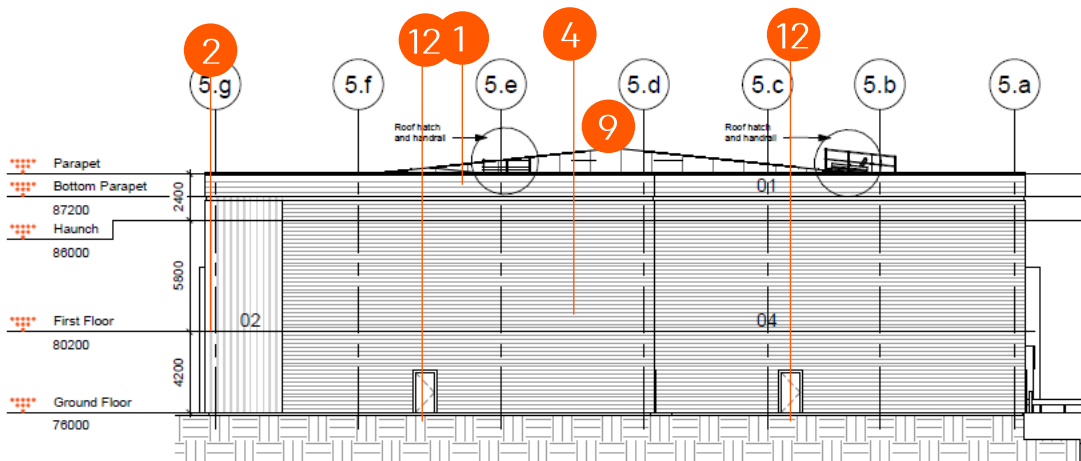 2
12
1
4
12
9
5.g
5.f
5.e
5.d
5.c
5.b
5.a
Roof hatch
and handrail
Roof hatch
and handrail
Parapet
Bottom Parapet
87200
Haunch
86000
First Floor
80200
Ground Floor
76000
2400
5800
4200
01
02
04